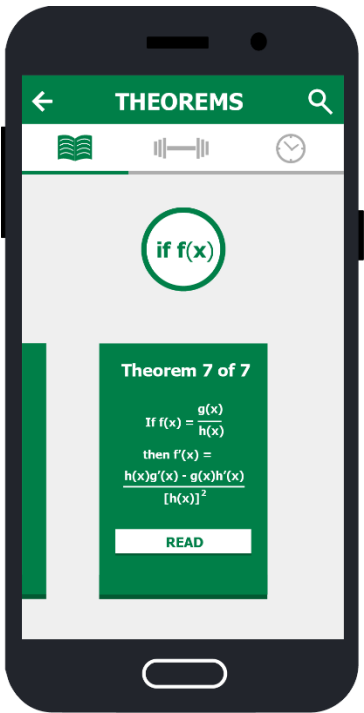 THEOREMS
if f(x)
Theorem 7 of 7
If f(x) = g(x)/h(x)
then f'(x) =
h(x)g'(x) - g(x)h'(x)
[h(x)]²
READ